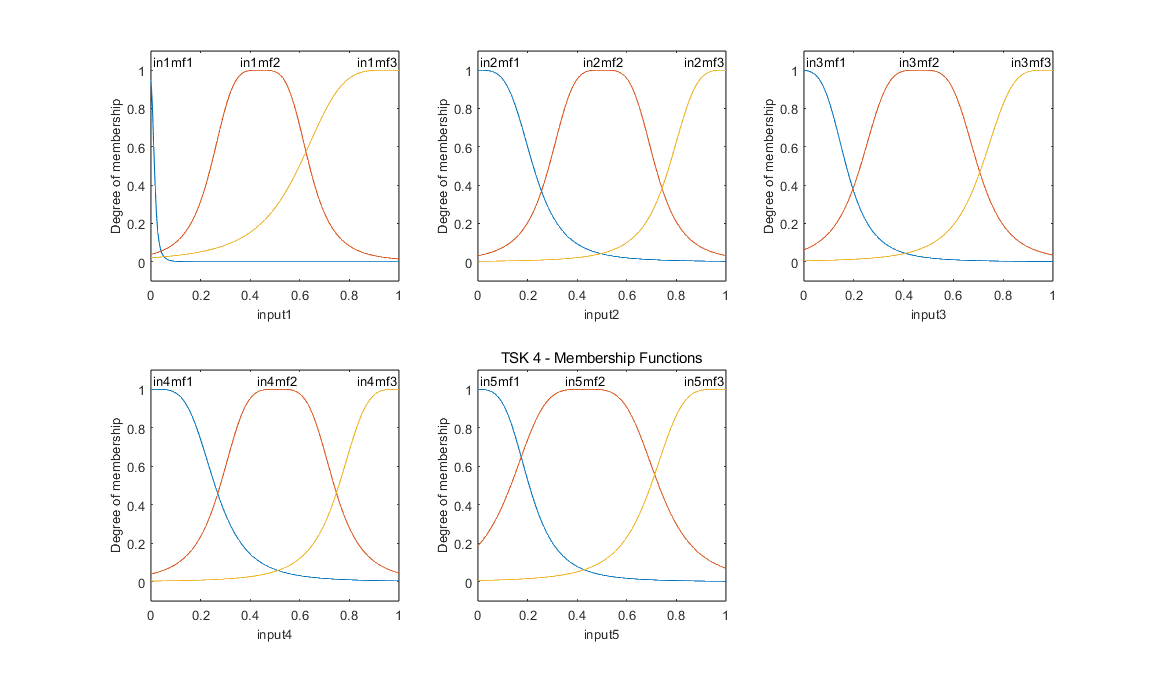 in1mf1 in1mf2 in1mf3
1
0.8
0.6
0.4
0.2
0
Degree of membership
0 0.2 0.4 0.6 0.8 1
input1
in2mf1 in2mf2 in2mf3
1
0.8
0.6
0.4
0.2
0
Degree of membership
0 0.2 0.4 0.6 0.8 1
input2
in3mf1 in3mf2 in3mf3
1
0.8
0.6
0.4
0.2
0
Degree of membership
0 0.2 0.4 0.6 0.8 1
input3
in4mf1 in4mf2 in4mf3
1
0.8
0.6
0.4
0.2
0
Degree of membership
0 0.2 0.4 0.6 0.8 1
input4
TSK 4 - Membership Functions
in5mf1 in5mf2 in5mf3
1
0.8
0.6
0.4
0.2
0
Degree of membership
0 0.2 0.4 0.6 0.8 1
input5